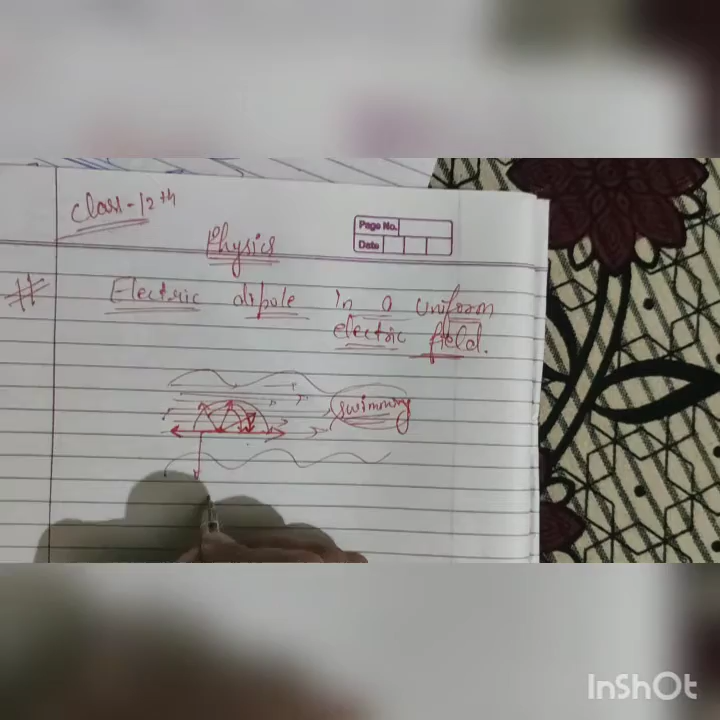 Class-12th
Page No.
Date
Physics
# Electric dipole in a uniform
electric field.
swimming
InShOt